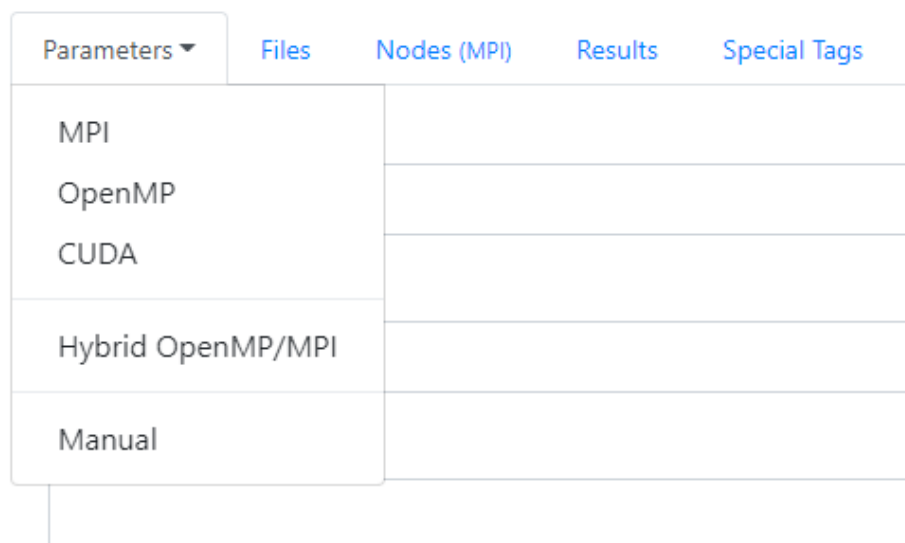 Parameters Files Nodes (MPI) Results Special Tags
MPI
OpenMP
CUDA
Hybrid OpenMP/MPI
Manual